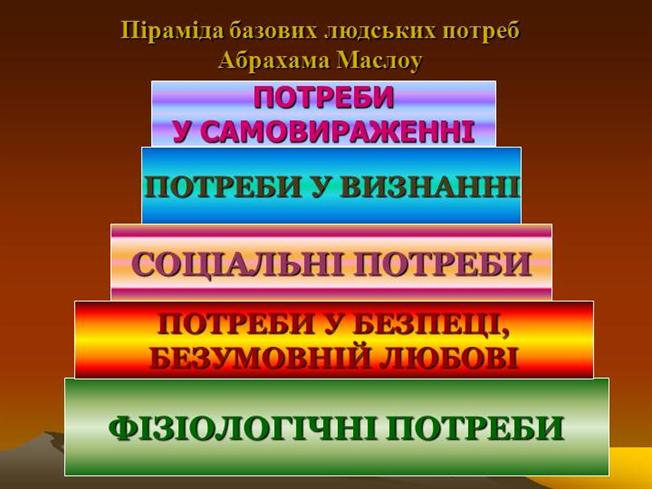 Піраміда базових людських потреб
Абрахама Маслоу
ПОТРЕБИ
У САМОВИРАЖЕННІ
ПОТРЕБИ У ВИЗНАННІ
СОЦІАЛЬНІ ПОТРЕБИ
ПОТРЕБИ У БЕЗПЕЦІ,
БЕЗУМОВНІЙ ЛЮБОВІ
ФІЗІОЛОГІЧНІ ПОТРЕБИ